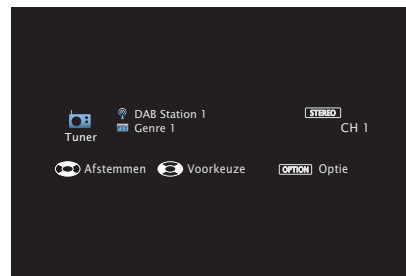 DAB Station 1
STEREO
Genre 1
CH 1
Tuner
Afstemmen Voorkeuze OPTION Optie